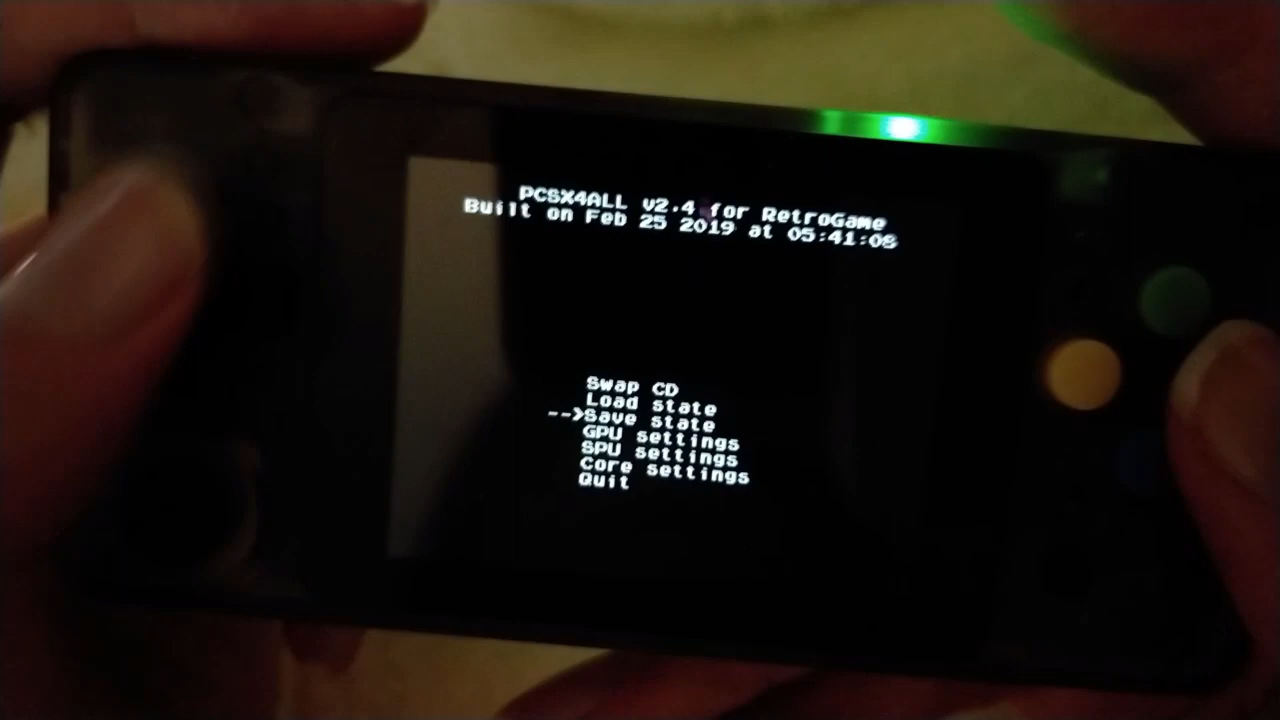 PCSX4ALL v2.4 for RetroGame
Built on Feb 25 2019 at 05:41:08
Swap CD
Load state
-->Save state
GPU settings
SPU settings
Core settings
Quit